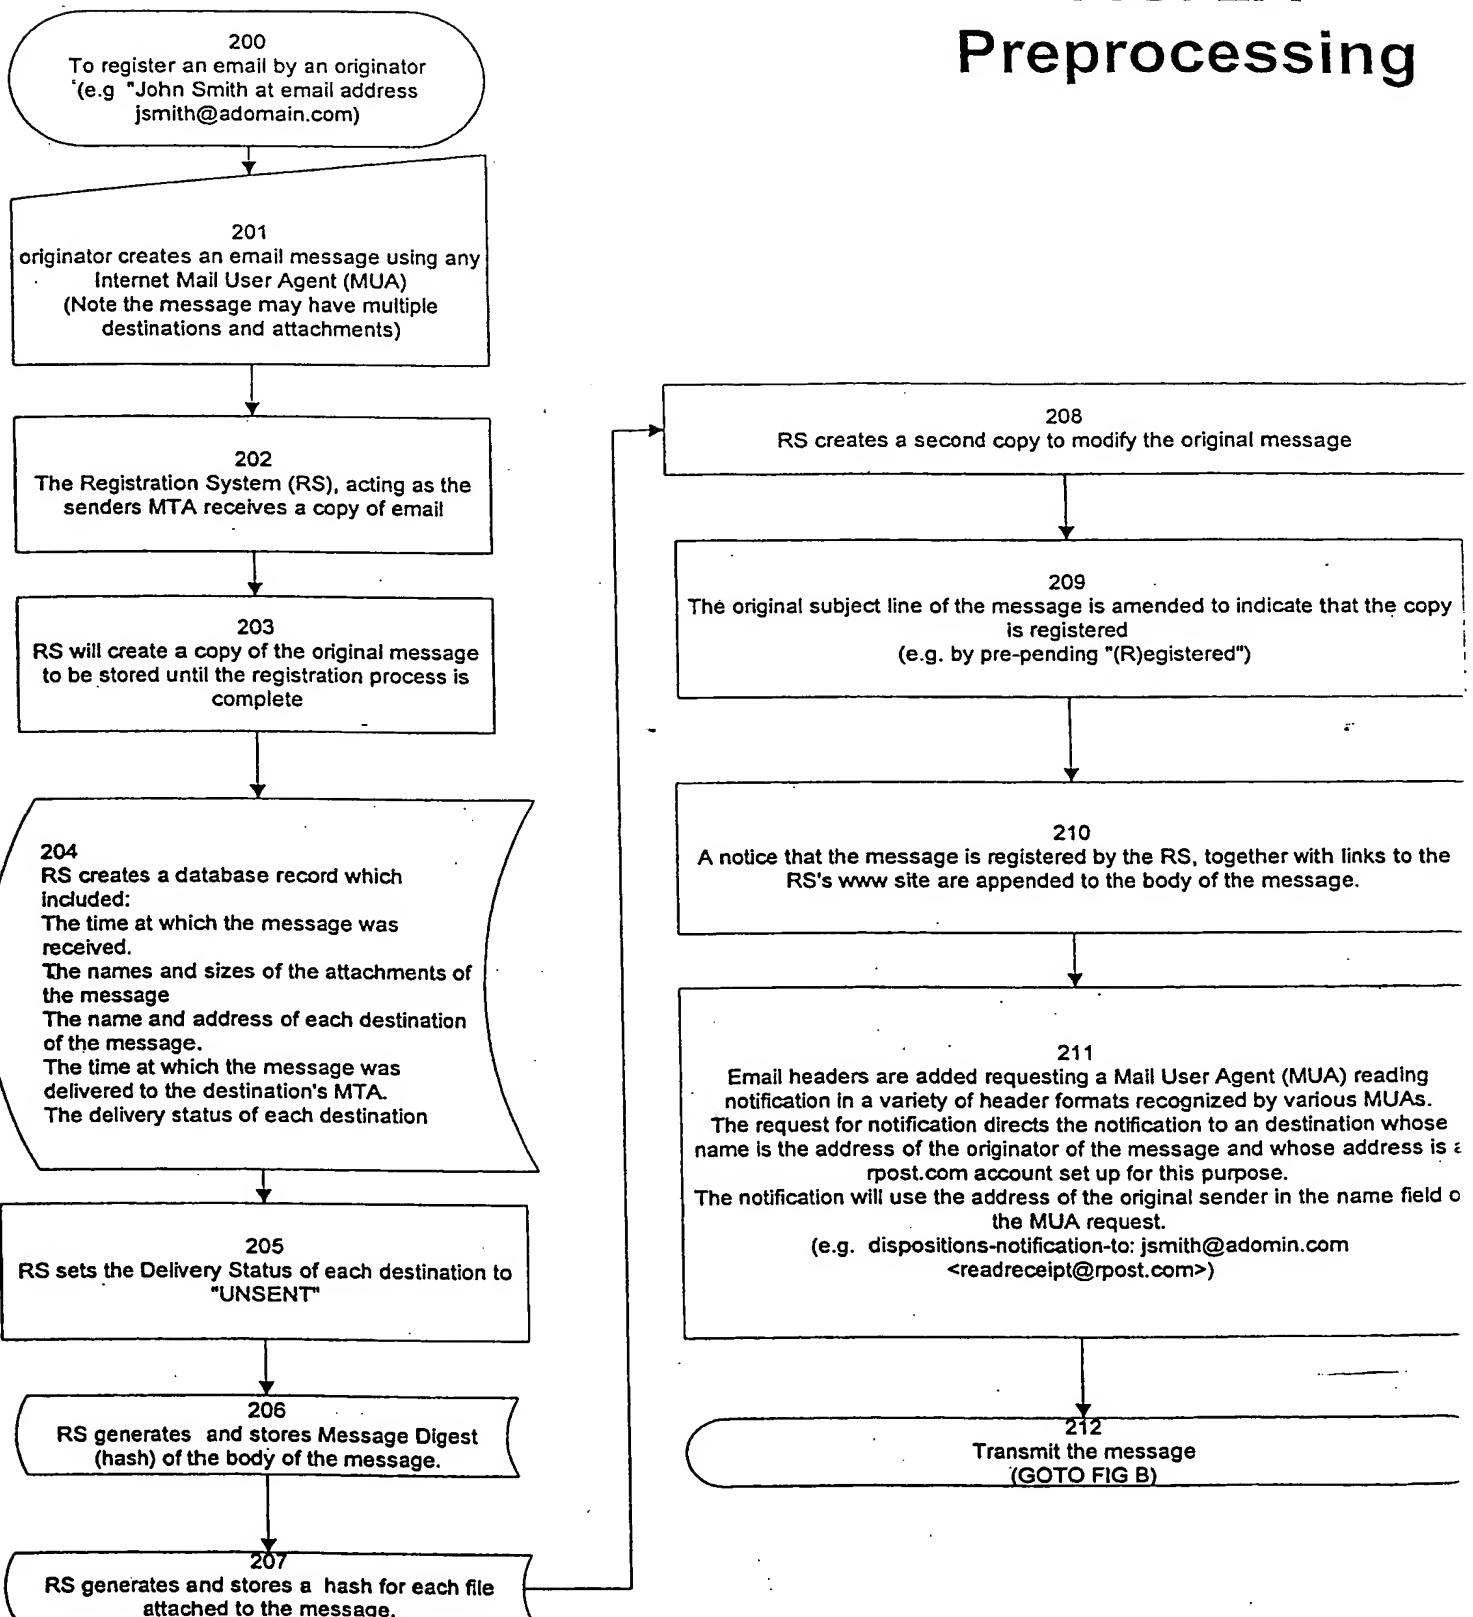 Preprocessing
200
To register an email by an originator
(e.g "John Smith at email address
jsmith@adomain.com)
201
originator creates an email message using any
Internet Mail User Agent (MUA)
(Note the message may have multiple
destinations and attachments)
202
The Registration System (RS), acting as the
senders MTA receives a copy of email
203
RS will create a copy of the original message
to be stored until the registration process is
complete
204
RS creates a database record which
included:
The time at which the message was
received.
The names and sizes of the attachments of
the message
The name and address of each destination
of the message.
The time at which the message was
delivered to the destination's MTA.
The delivery status of each destination
205
RS sets the Delivery Status of each destination to
"UNSENT"
206
RS generates and stores Message Digest
(hash) of the body of the message.
207
RS generates and stores a hash for each file
attached to the message.
208
RS creates a second copy to modify the original message
209
The original subject line of the message is amended to indicate that the copy
is registered
(e.g. by pre-pending "(R)egistered")
210
A notice that the message is registered by the RS, together with links to the
RS's www site are appended to the body of the message.
211
Email headers are added requesting a Mail User Agent (MUA) reading
notification in a variety of header formats recognized by various MUAs.
The request for notification directs the notification to an destination whose
name is the address of the originator of the message and whose address is
rpost.com account set up for this purpose.
The notification will use the address of the original sender in the name field
the MUA request.
(e.g. dispositions-notification-to: jsmith@adomin.com
<readreceipt@rpost.com>)
212
Transmit the message
(GOTO FIG B)